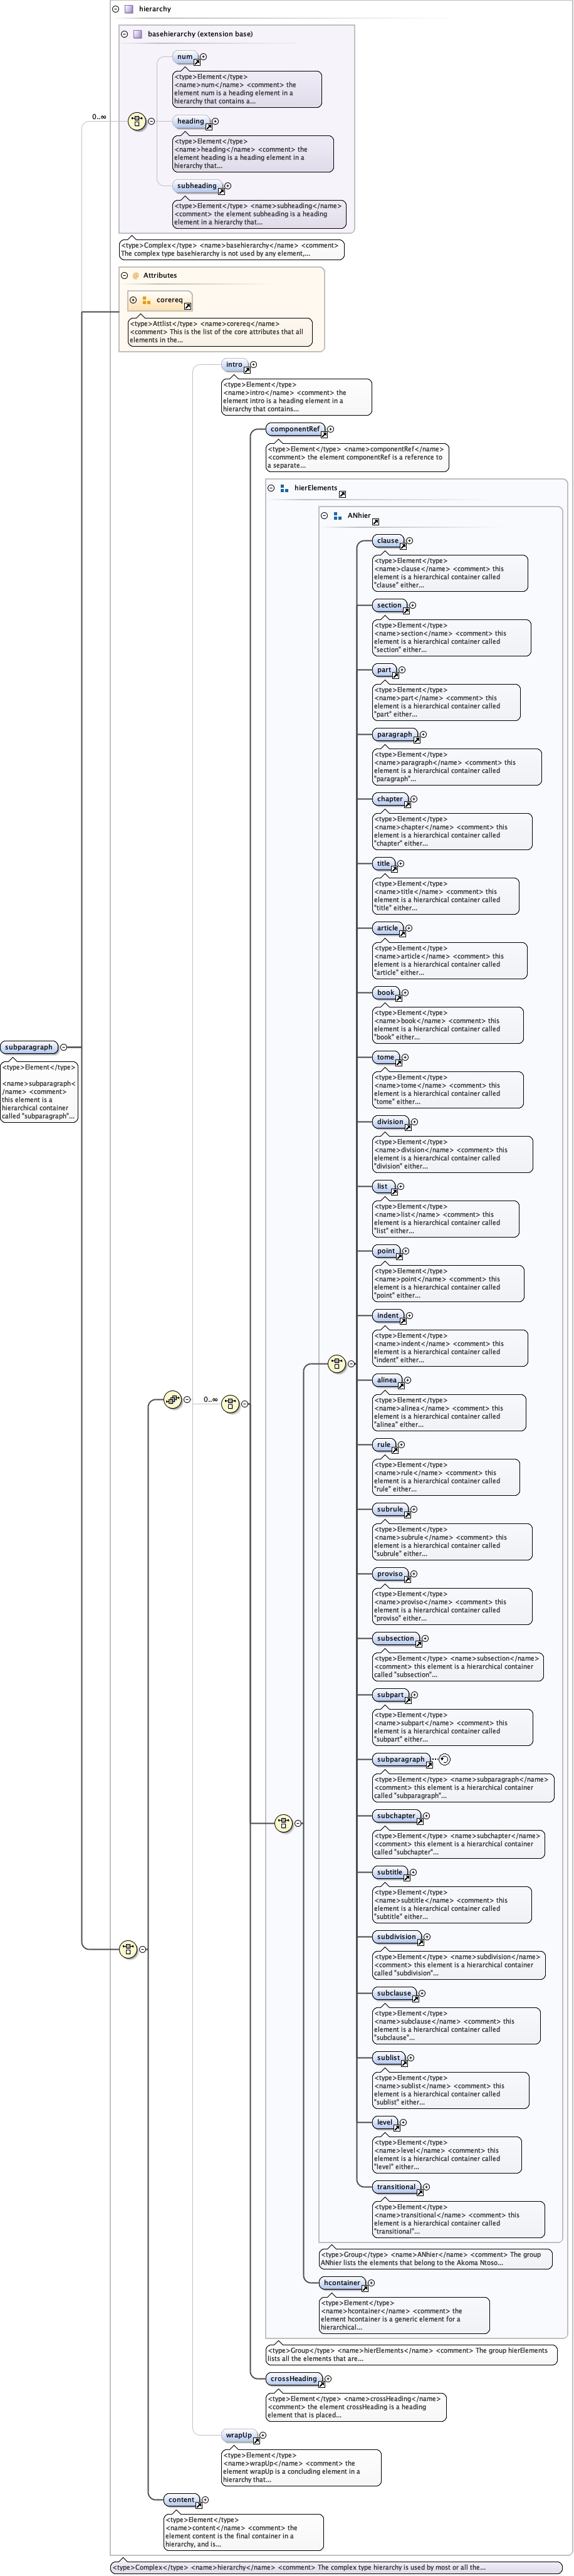 hierarchy
basehierarchy (extension base)
num
<type>Element</type>
<name>num</name> <comment> the
element num is a heading element in a
hierarchy that contains a...
0..∞
heading
<type>Element</type>
<name>heading</name> <comment> the
element heading is a heading element in a
hierarchy that...
subheading
<type>Element</type> <name>subheading</name>
<comment> the element subheading is a heading
element in a hierarchy that...
<type>Complex</type> <name>basehierarchy</name> <comment>
The complex type basehierarchy is not used by any element,...
@ Attributes
corereq
<type>Attlist</type> <name>corereq</name>
<comment> This is the list of the core attributes that all
elements in the...
intro
<type>Element</type>
<name>intro</name> <comment> the
element intro is a heading element in a
hierarchy that contains...
componentRef
<type>Element</type> <name>componentRef</name>
<comment> the element componentRef is a reference to
a separate...
hierElements
ANhier
clause
<type>Element</type>
<name>clause</name> <comment> this
element is a hierarchical container called
"clause" either...
section
<type>Element</type>
<name>section</name> <comment> this
element is a hierarchical container called
"section" either...
part
<type>Element</type>
<name>part</name> <comment> this
element is a hierarchical container called
"part" either...
paragraph
<type>Element</type>
<name>paragraph</name> <comment> this
element is a hierarchical container called
"paragraph"...
chapter
<type>Element</type>
<name>chapter</name> <comment> this
element is a hierarchical container called
"chapter" either...
title
<type>Element</type>
<name>title</name> <comment> this
element is a hierarchical container called
"title" either...
article
<type>Element</type>
<name>article</name> <comment> this
element is a hierarchical container called
"article" either...
book
<type>Element</type>
<name>book</name> <comment> this
element is a hierarchical container called
"book" either...
subparagraph
<type>Element</type>
<name>subparagraph<
/name> <comment>
this element is a
hierarchical container
called "subparagraph"...
tome
<type>Element</type>
<name>tome</name> <comment> this
element is a hierarchical container called
"tome" either...
division
<type>Element</type>
<name>division</name> <comment> this
element is a hierarchical container called
"division" either...
list
<type>Element</type>
<name>list</name> <comment> this
element is a hierarchical container called
"list" either...
point
<type>Element</type>
<name>point</name> <comment> this
element is a hierarchical container called
"point" either...
indent
<type>Element</type>
<name>indent</name> <comment> this
element is a hierarchical container called
"indent" either...
alinea
<type>Element</type>
<name>alinea</name> <comment> this
element is a hierarchical container called
"alinea" either...
0..∞
rule
<type>Element</type>
<name>rule</name> <comment> this
element is a hierarchical container called
"rule" either...
subrule
<type>Element</type>
<name>subrule</name> <comment> this
element is a hierarchical container called
"subrule" either...
proviso
<type>Element</type>
<name>proviso</name> <comment> this
element is a hierarchical container called
"proviso" either...
subsection
<type>Element</type> <name>subsection</name>
<comment> this element is a hierarchical container
called "subsection"...
subpart
<type>Element</type>
<name>subpart</name> <comment> this
element is a hierarchical container called
"subpart" either...
subparagraph
<type>Element</type> <name>subparagraph</name>
<comment> this element is a hierarchical container
called "subparagraph"...
subchapter
<type>Element</type> <name>subchapter</name>
<comment> this element is a hierarchical container
called "subchapter"...
subtitle
<type>Element</type>
<name>subtitle</name> <comment> this
element is a hierarchical container called
"subtitle" either...
subdivision
<type>Element</type> <name>subdivision</name>
<comment> this element is a hierarchical container
called "subdivision"...
subclause
<type>Element</type>
<name>subclause</name> <comment> this
element is a hierarchical container called
"subclause"...
sublist
<type>Element</type>
<name>sublist</name> <comment> this
element is a hierarchical container called
"sublist" either...
level
<type>Element</type>
<name>level</name> <comment> this
element is a hierarchical container called
"level" either...
transitional
<type>Element</type>
<name>transitional</name> <comment> this
element is a hierarchical container called
"transitional"...
<type>Group</type> <name>ANhier</name> <comment> The group
ANhier lists the elements that belong to the Akoma Ntoso...
hcontainer
<type>Element</type>
<name>hcontainer</name> <comment> the
element hcontainer is a generic element for a
hierarchical...
<type>Group</type> <name>hierElements</name> <comment> The group hierElements
lists all the elements that are...
crossHeading
<type>Element</type> <name>crossHeading</name>
<comment> the element crossHeading is a heading
element that is placed...
wrapUp
<type>Element</type>
<name>wrapUp</name> <comment> the
element wrapUp is a concluding element in a
hierarchy that...
content
<type>Element</type>
<name>content</name> <comment> the
element content is the final container in a
hierarchy, and is...
<type>Complex</type> <name>hierarchy</name> <comment> The complex type hierarchy is used by most or all the...